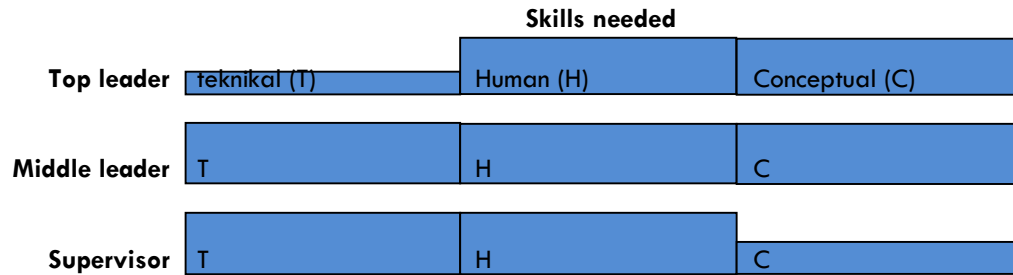 Skills needed
Top leader teknikal (T) Human (H) Conceptual (C)
Middle leader T H C
Supervisor T H C